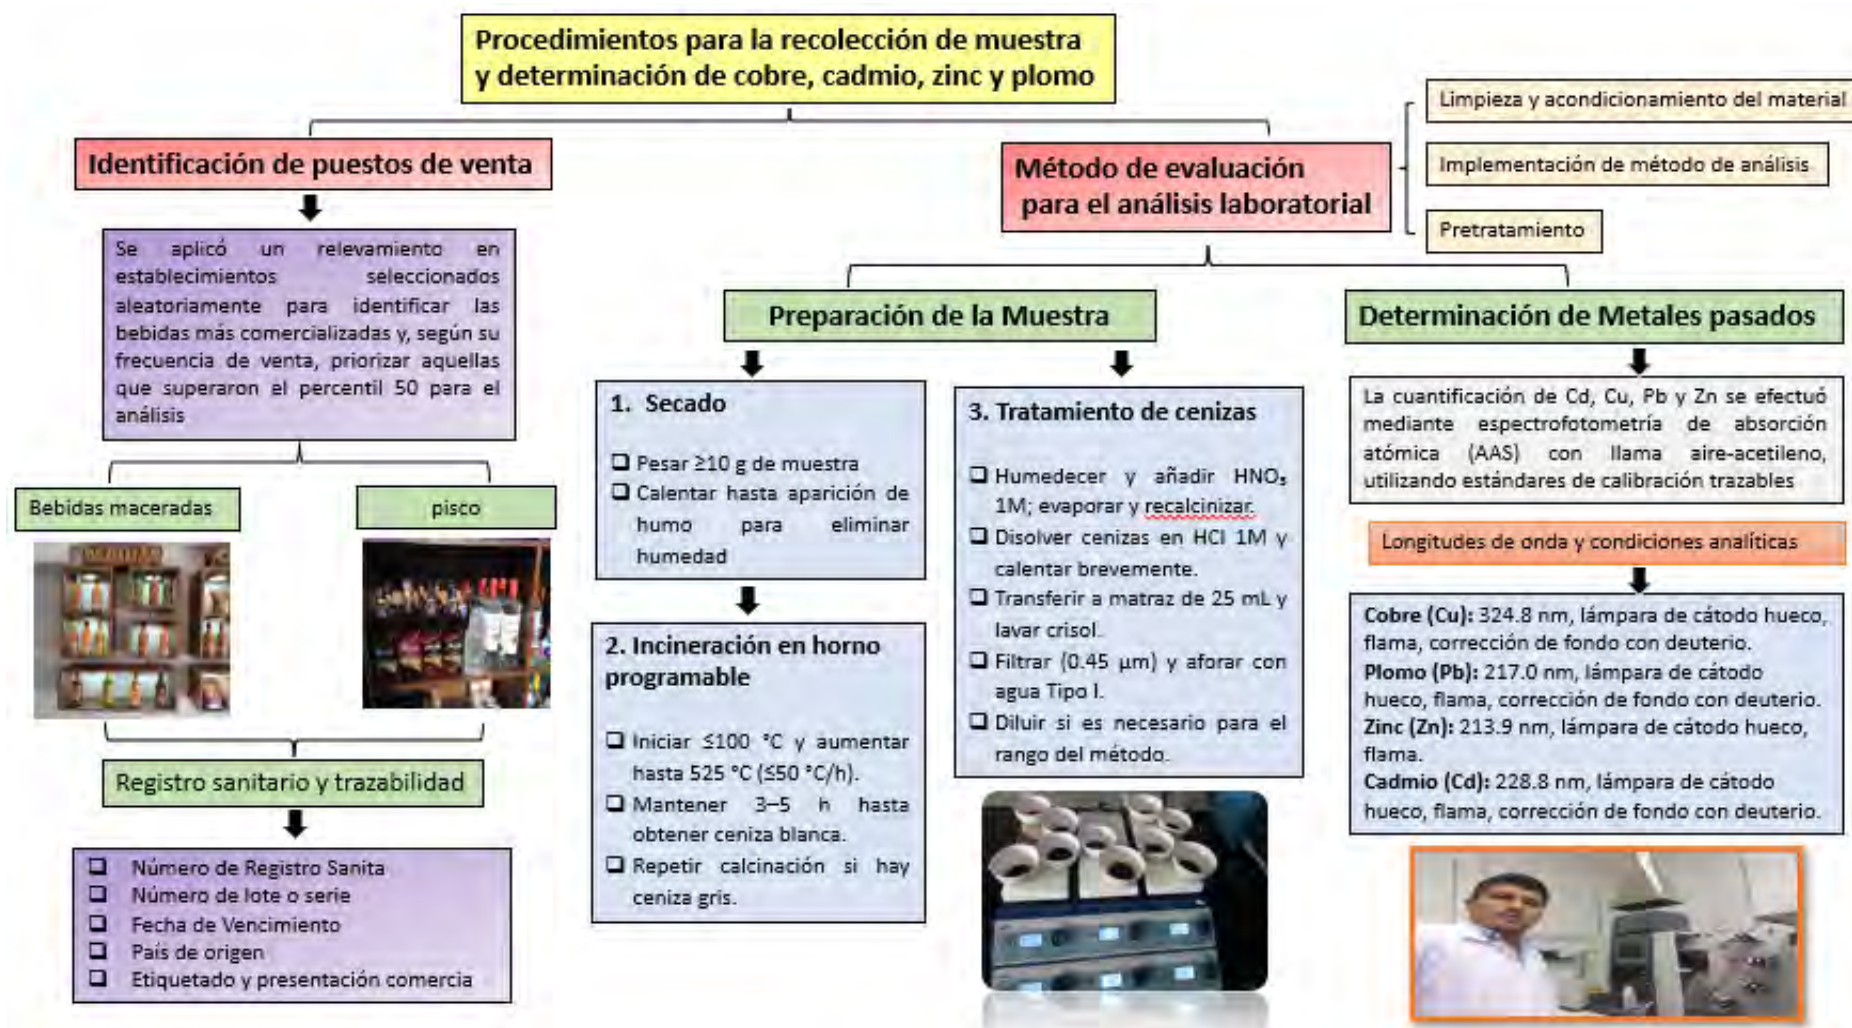 Procedimientos para la recolección de muestra
y determinación de cobre, cadmio, zinc y plomo
Identificación de puestos de venta
Se aplicó un relevamiento en
establecimientos seleccionados
aleatoriamente para identificar las
bebidas más comercializadas y, según su
frecuencia de venta, priorizar aquellas
que superaron el percentil 50 para el
análisis
Bebidas maceradas
pisco
Registro sanitario y trazabilidad
Número de Registro Sanita
Número de lote o serie
Fecha de Vencimiento
País de origen
Etiquetado y presentación comercia
Método de evaluación
para el análisis laboratorial
Limpieza y acondicionamiento del material
Implementación de método de análisis
Pretratamiento
Preparación de la Muestra
1. Secado
Pesar ≥10 g de muestra
Calentar hasta aparición de
humo para eliminar
humedad
2. Incineración en horno
programable
Iniciar ≤100 °C y aumentar
hasta 525 °C (≤50 °C/h).
Mantener 3–5 h hasta
obtener ceniza blanca.
Repetir calcinación si hay
ceniza gris.
3. Tratamiento de cenizas
Humedecer y añadir HNO₃
1M; evaporar y recalcinizar.
Disolver cenizas en HCl 1M y
calentar brevemente.
Transferir a matraz de 25 mL y
lavar crisol.
Filtrar (0.45 µm) y aforar con
agua Tipo I.
Diluir si es necesario para el
rango del método.
Determinación de Metales pasados
La cuantificación de Cd, Cu, Pb y Zn se efectuó
mediante espectrofotometría de absorción
atómica (AAS) con llama aire-acetileno,
utilizando estándares de calibración trazables
Longitudes de onda y condiciones analíticas
Cobre (Cu): 324.8 nm, lámpara de cátodo hueco,
flama, corrección de fondo con deuterio.
Plomo (Pb): 217.0 nm, lámpara de cátodo
hueco, flama, corrección de fondo con deuterio.
Zinc (Zn): 213.9 nm, lámpara de cátodo hueco,
flama.
Cadmio (Cd): 228.8 nm, lámpara de cátodo
hueco, flama, corrección de fondo con deuterio.